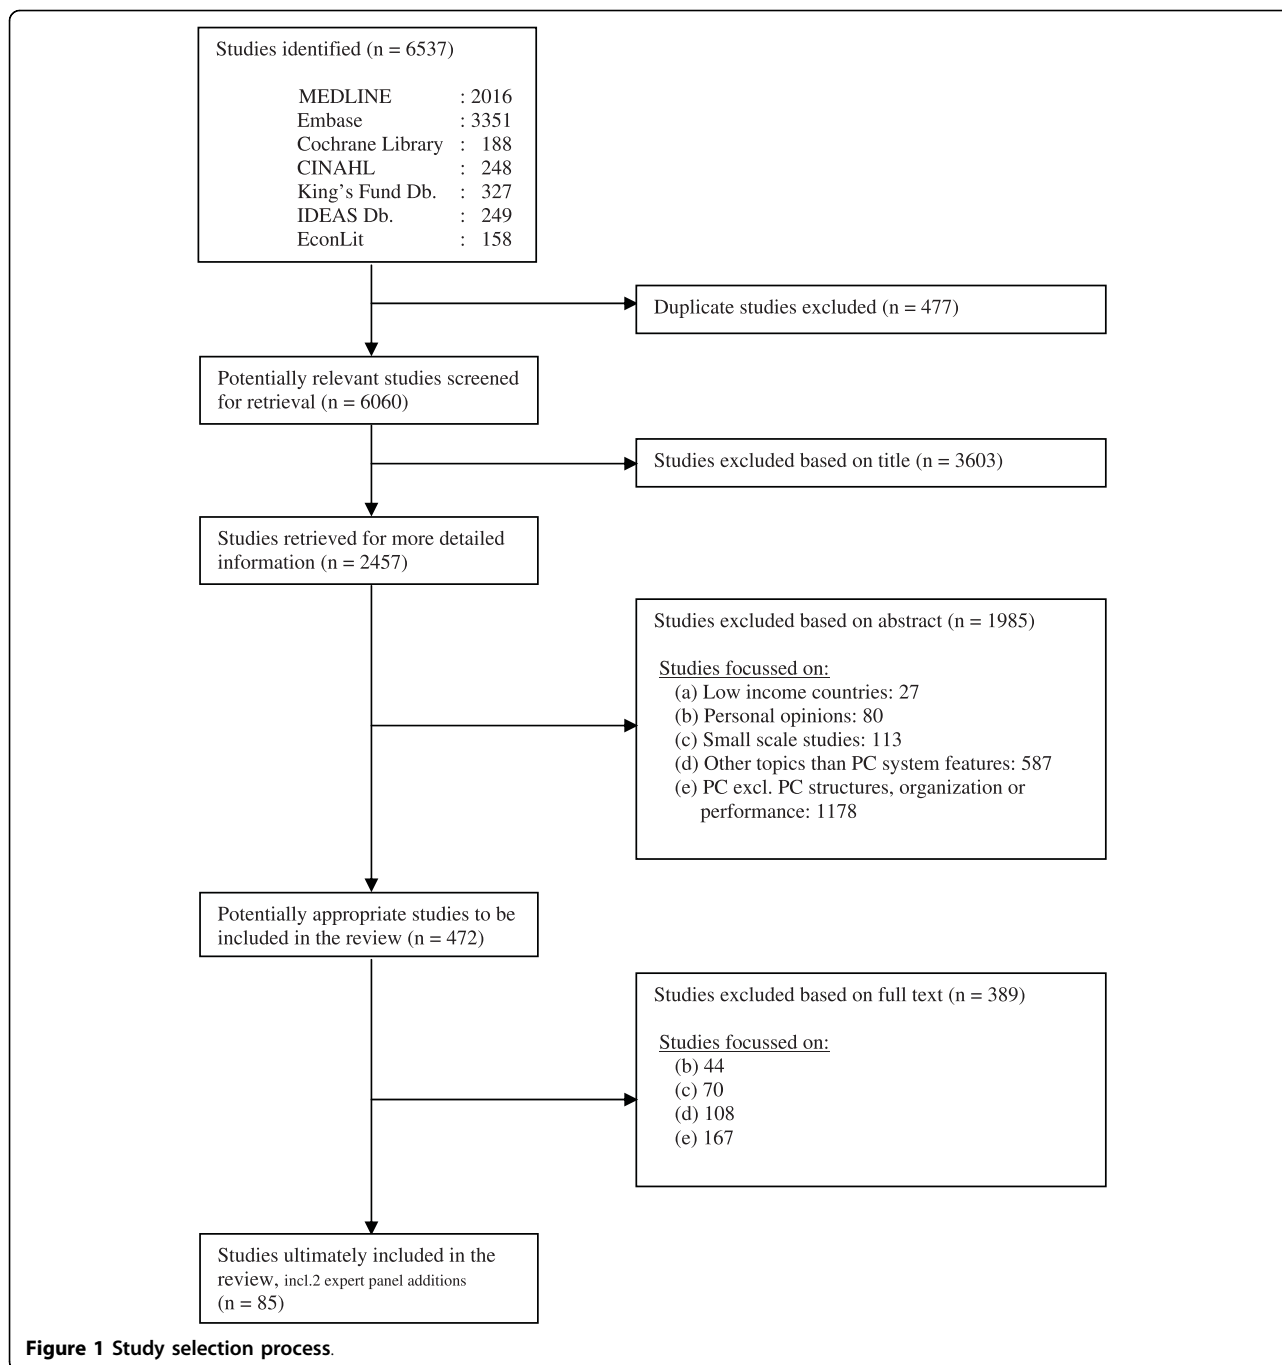 Studies identified (n = 6537)
MEDLINE : 2016
Embase : 3351
Cochrane Library : 188
CINAHL : 248
King's Fund Db. : 327
IDEAS Db. : 249
EconLit : 158
Duplicate studies excluded (n = 477)
Potentially relevant studies screened
for retrieval (n = 6060)
Studies excluded based on title (n = 3603)
Studies retrieved for more detailed
information (n = 2457)
Studies excluded based on abstract (n = 1985)
Studies focussed on:
(a) Low income countries: 27
(b) Personal opinions: 80
(c) Small scale studies: 113
(d) Other topics than PC system features: 587
(e) PC excl. PC structures, organization or
performance: 1178
Potentially appropriate studies to be
included in the review (n = 472)
Studies excluded based on full text (n = 389)
Studies focussed on:
(b) 44
(c) 70
(d) 108
(e) 167
Studies ultimately included in the
review, incl.2 expert panel additions
(n = 85)
Figure 1 Study selection process.